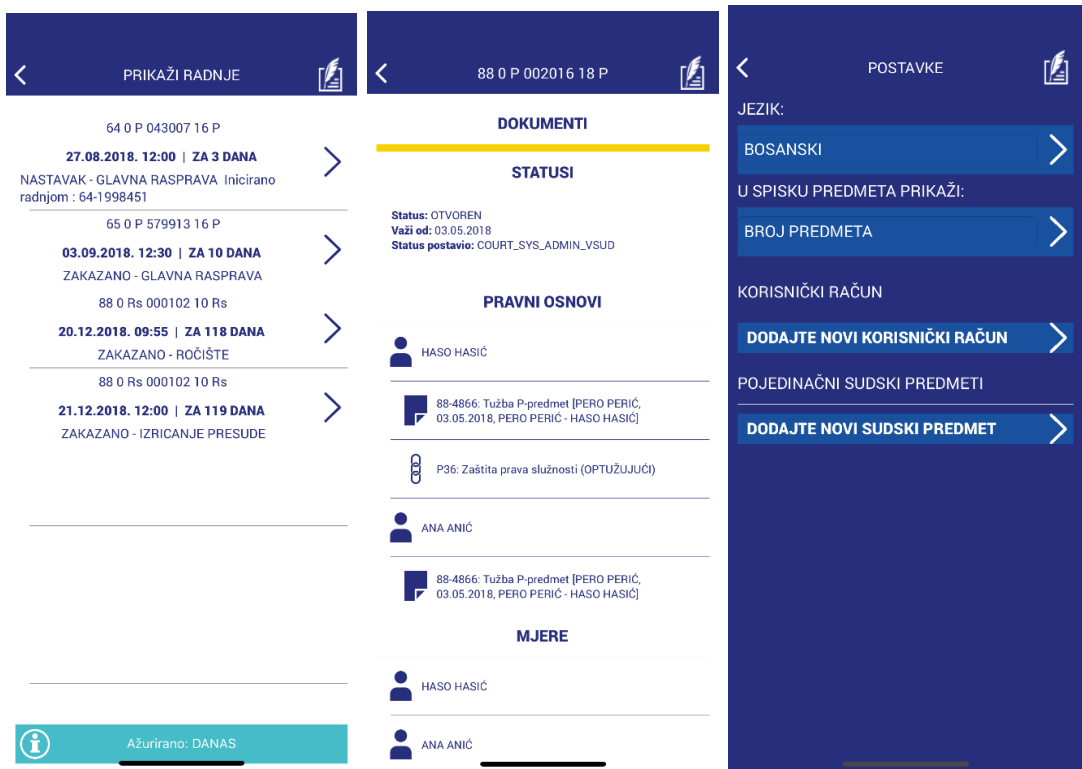 PRIKAŽI RADNJE
64 0 P 043007 16 P
27.08.2018. 12:00 | ZA 3 DANA
NASTAVAK - GLAVNA RASPRAVA Inicirano
radnjom : 64-1998451
65 0 P 579913 16 P
03.09.2018. 12:30 | ZA 10 DANA
ZAKAZANO - GLAVNA RASPRAVA
88 0 Rs 000102 10 Rs
20.12.2018. 09:55 | ZA 118 DANA
ZAKAZANO - ROČIŠTE
88 0 Rs 000102 10 Rs
21.12.2018. 12:00 | ZA 119 DANA
ZAKAZANO - IZRICANJE PRESUDE
Ažurirano: DANAS
88 0 P 002016 18 P
DOKUMENTI
STATUSI
Status: OTVOREN
Važi od: 03.05.2018
Status postavio: COURT_SYS_ADMIN_VSUD
PRAVNI OSNOVI
HASO HASIĆ
88-4866: Tužba P-predmet [PERO PERIĆ,
03.05.2018, PERO PERIĆ - HASO HASIĆ]
P36: Zaštita prava služnosti (OPTUŽUJUĆI)
ANA ANIĆ
88-4866: Tužba P-predmet [PERO PERIĆ,
03.05.2018, PERO PERIĆ - HASO HASIĆ]
MJERE
HASO HASIĆ
ANA ANIĆ
POSTAVKE
JEZIK:
BOSANSKI
U SPISKU PREDMETA PRIKAŽI:
BROJ PREDMETA
KORISNIČKI RAČUN
DODAJTE NOVI KORISNIČKI RAČUN
POJEDINAČNI SUDSKI PREDMETI
DODAJTE NOVI SUDSKI PREDMET